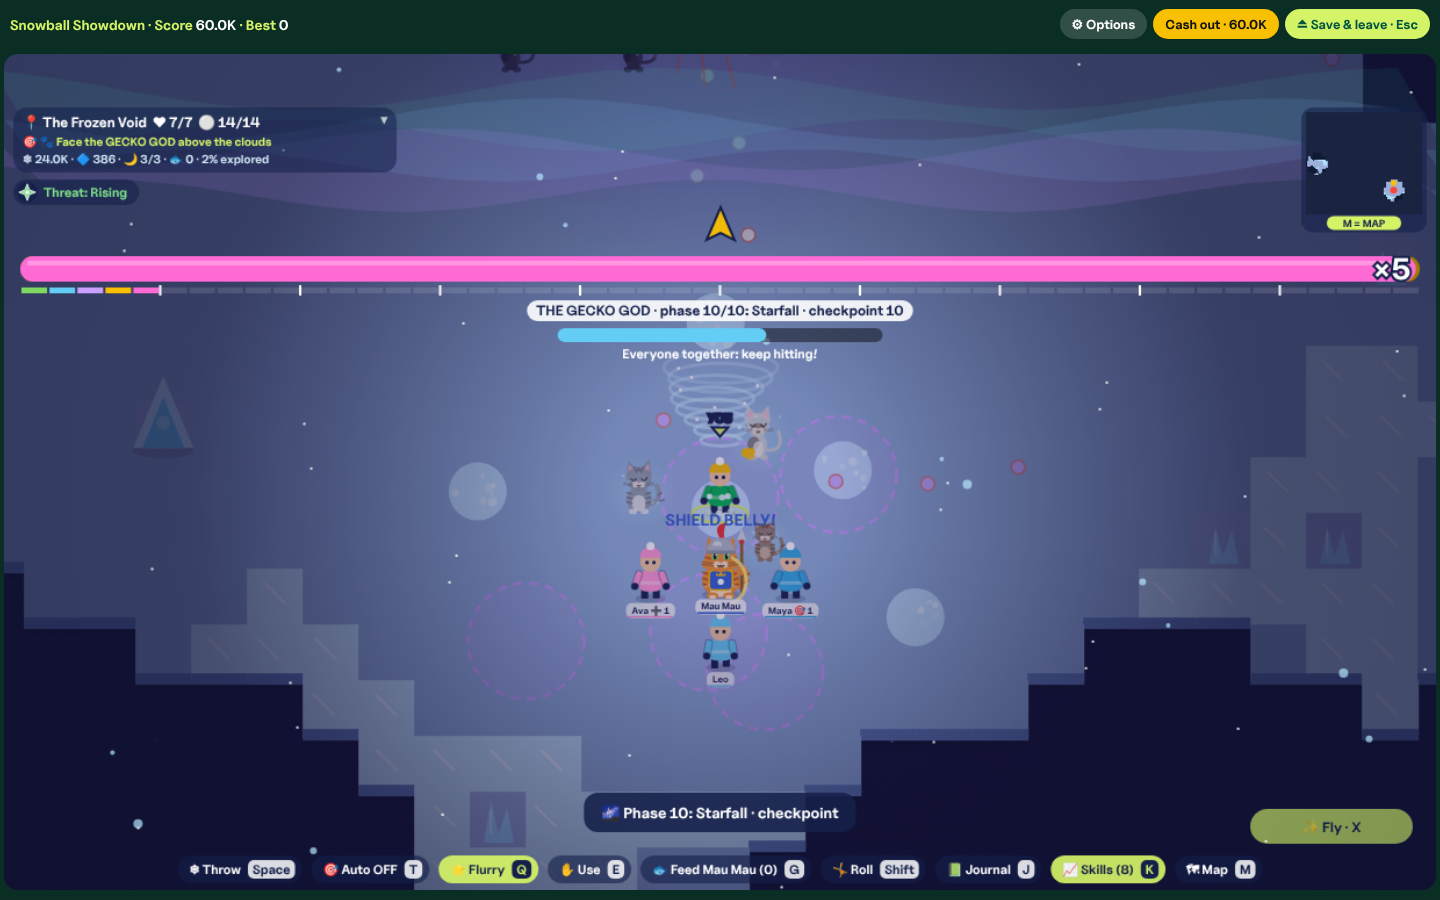 Snowball Showdown · Score 60.0K · Best 0
Options
Cash out · 60.0K
Save & leave · Esc
The Frozen Void 7/7 14/14
Face the GECKO GOD above the clouds
24.0K · 386 · 3/3 · 0 · 2% explored
Threat: Rising
M = MAP
×5
THE GECKO GOD · phase 10/10: Starfall · checkpoint 10
Everyone together: keep hitting!
SHIELD BELLY!
Ava 1
Mau Mau
Maya 1
Leo
Phase 10: Starfall · checkpoint
Fly · X
Throw Space
Auto OFF T
Flurry Q
Use E
Feed Mau Mau (0) G
Roll Shift
Journal J
Skills (8) K
Map M